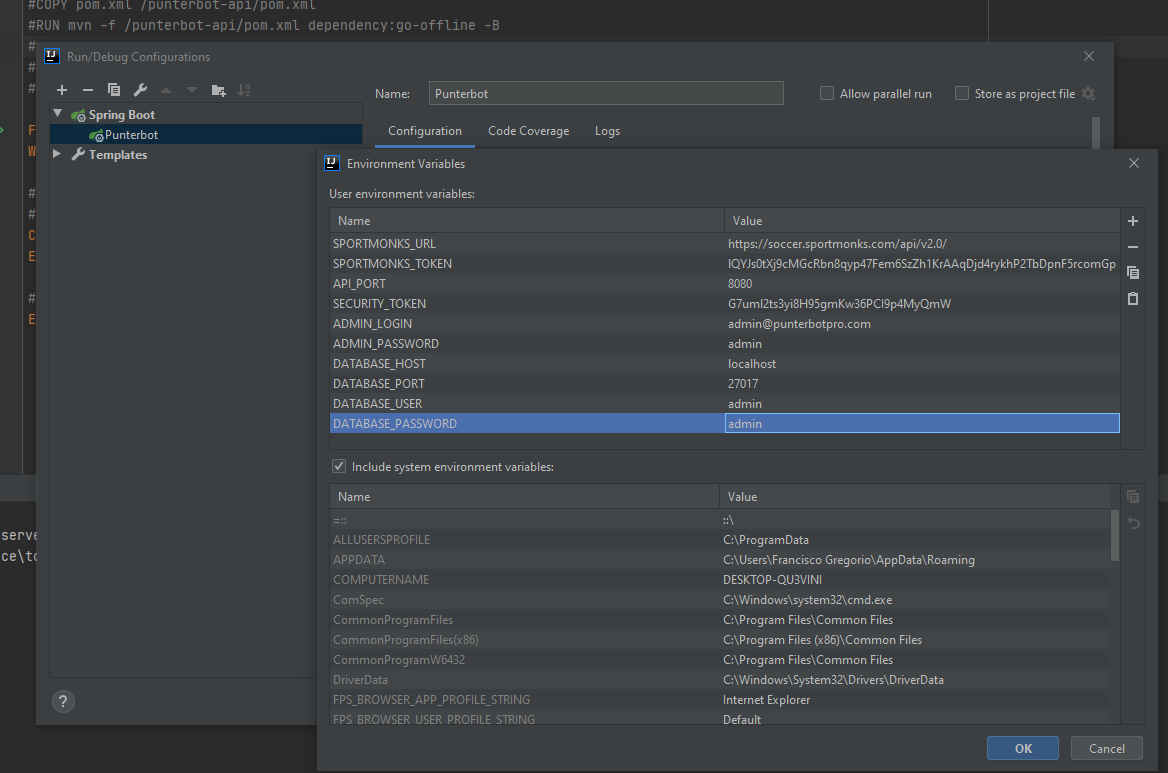 #COPY pom.xml /punterbot-api/pom.xml
#RUN mvn -f /punterbot-api/pom.xml dependency:go-offline -B
#
#
#
F
W
#
#
C
E
#
E
serve
ce\to
Run/Debug Configurations
Name:
Punterbot
Allow parallel run
Store as project file
Spring Boot
Punterbot
Templates
Configuration
Code Coverage
Logs
?
Environment Variables
User environment variables:
Name Value
SPORTMONKS_URL https://soccer.sportmonks.com/api/v2.0/
SPORTMONKS_TOKEN IQYJs0tXj9cMGcRbn8qyp47Fem6SzZh1KrAAqDjd4rykhP2TbDpnF5rcomGp
API_PORT 8080
SECURITY_TOKEN G7umI2ts3yi8H95gmKw36PCI9p4MyQmW
ADMIN_LOGIN admin@punterbotpro.com
ADMIN_PASSWORD admin
DATABASE_HOST localhost
DATABASE_PORT 27017
DATABASE_USER admin
DATABASE_PASSWORD admin
Include system environment variables:
Name Value
=:: ::\
ALLUSERSPROFILE C:\ProgramData
APPDATA C:\Users\Francisco Gregorio\AppData\Roaming
COMPUTERNAME DESKTOP-QU3VINI
ComSpec C:\Windows\system32\cmd.exe
CommonProgramFiles C:\Program Files\Common Files
CommonProgramFiles(x86) C:\Program Files (x86)\Common Files
CommonProgramW6432 C:\Program Files\Common Files
DriverData C:\Windows\System32\Drivers\DriverData
FPS_BROWSER_APP_PROFILE_STRING Internet Explorer
FPS_BROWSER_USER_PROFILE_STRING Default
OK
Cancel